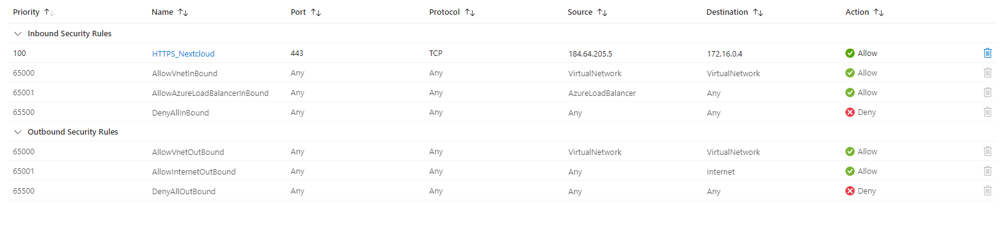 Priority Name Port Protocol Source Destination Action
Inbound Security Rules
100 HTTPS_Nextcloud 443 TCP 184.64.205.5 172.16.0.4 Allow
65000 AllowVnetInBound Any Any VirtualNetwork VirtualNetwork Allow
65001 AllowAzureLoadBalancerInBound Any Any AzureLoadBalancer Any Allow
65500 DenyAllInBound Any Any Any Any Deny
Outbound Security Rules
65000 AllowVnetOutBound Any Any VirtualNetwork VirtualNetwork Allow
65001 AllowInternetOutBound Any Any Any Internet Allow
65500 DenyAllOutBound Any Any Any Any Deny